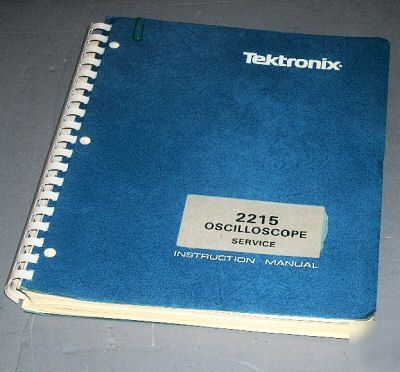 Tektronix
2215
OSCILLOSCOPE
SERVICE
INSTRUCTION MANUAL